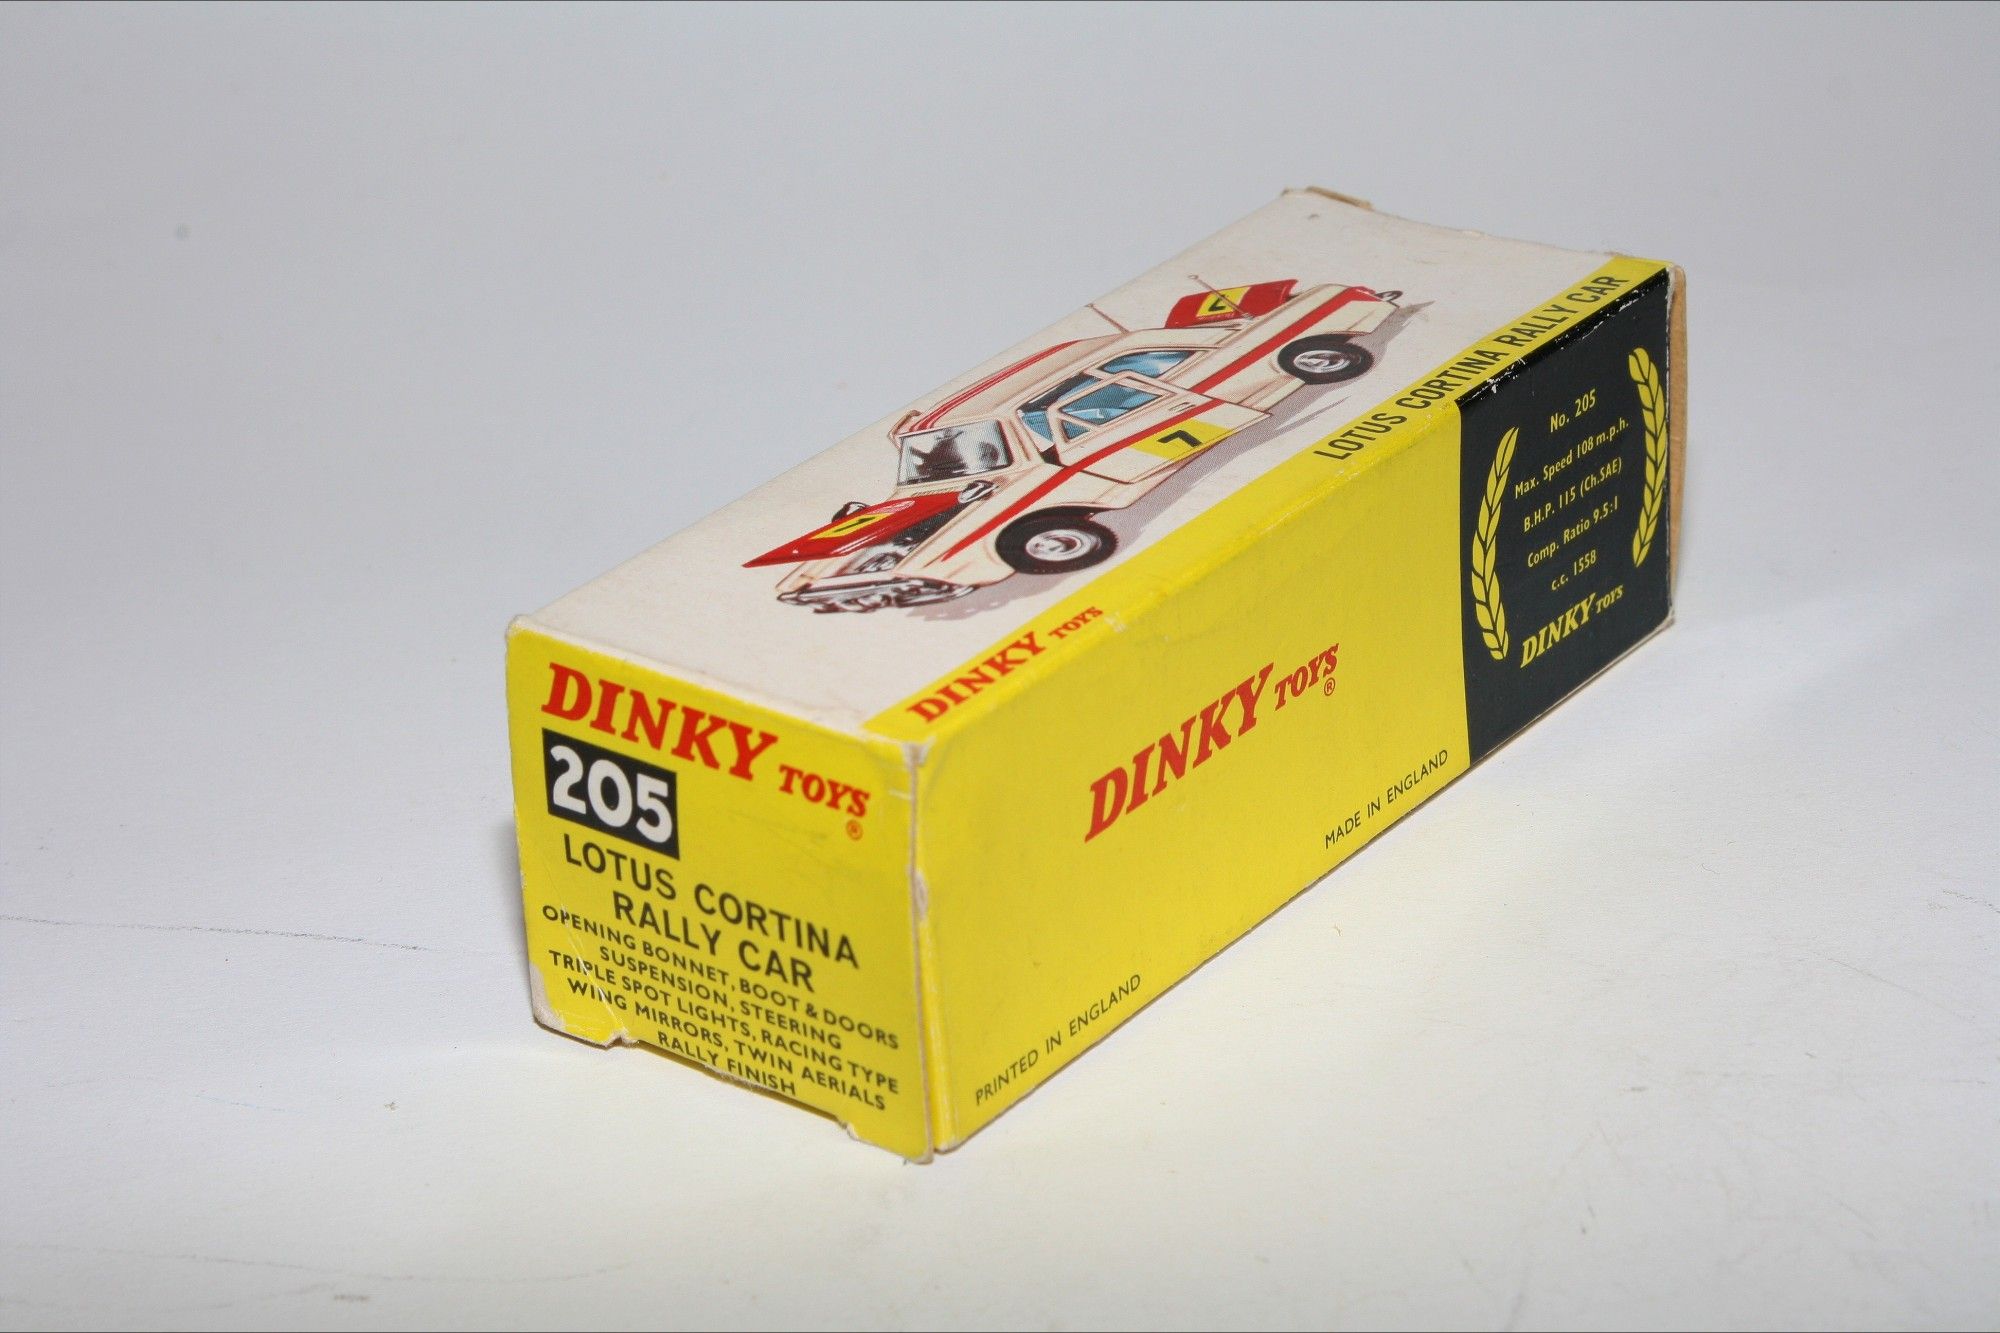 DINKY TOYS®
205
LOTUS CORTINA
RALLY CAR
OPENING BONNET, BOOT & DOORS
SUSPENSION, STEERING
TRIPLE SPOT LIGHTS, RACING TYPE
WING MIRRORS, TWIN AERIALS
RALLY FINISH
7
7
7
DINKY TOYS
LOTUS CORTINA RALLY CAR
DINKY TOYS®
PRINTED IN ENGLAND
MADE IN ENGLAND
No. 205
Max. Speed 108 m.p.h.
B.H.P. 115 (Ch.SAE)
Comp. Ratio 9.5:1
c.c. 1558
DINKY TOYS